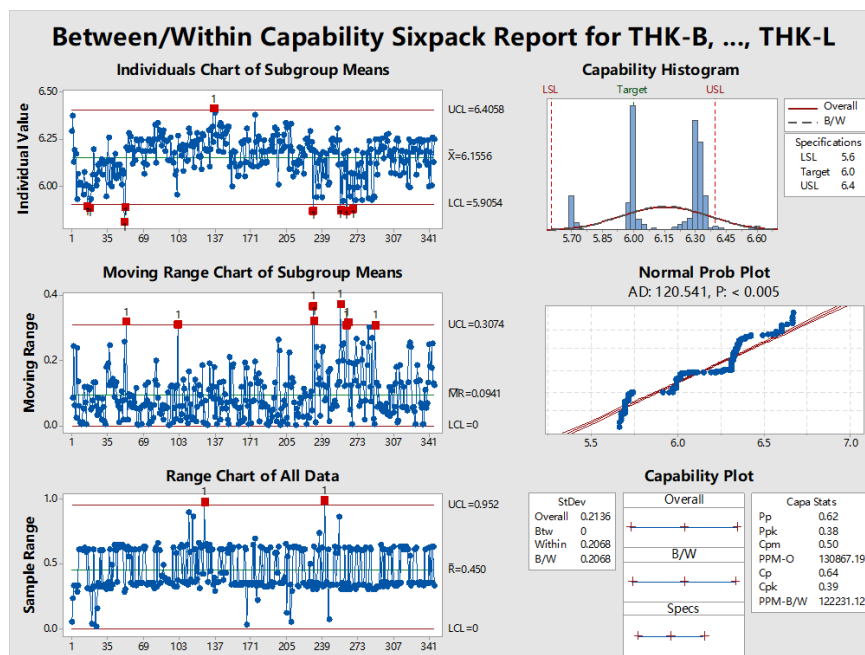 Between/Within Capability Sixpack Report for THK-B, ..., THK-L
Individuals Chart of Subgroup Means
Individual Value
6.50
6.25
6.00
1
1
1
1
UCL=6.4058
X̿=6.1556
LCL=5.9054
1 35 69 103 137 171 205 239 273 307 341
Moving Range Chart of Subgroup Means
Moving Range
0.4
0.2
0.0
1
1
1
1
1
1
1
UCL=0.3074
M̅R̅=0.0941
LCL=0
1 35 69 103 137 171 205 239 273 307 341
Range Chart of All Data
Sample Range
1.0
0.5
0.0
1
1
UCL=0.952
R̅=0.450
LCL=0
1 35 69 103 137 171 205 239 273 307 341
Capability Histogram
LSL Target USL
5.70 5.85 6.00 6.15 6.30 6.45 6.60
Overall
B/W
Specifications
LSL 5.6
Target 6.0
USL 6.4
Normal Prob Plot
AD: 120.541, P: < 0.005
5.5 6.0 6.5 7.0
Capability Plot
StDev
Overall 0.2136
Btw 0
Within 0.2068
B/W 0.2068
Overall
B/W
Specs
Capa Stats
Pp 0.62
Ppk 0.38
Cpm 0.50
PPM-O 130867.19
Cp 0.64
Cpk 0.39
PPM-B/W 122231.12